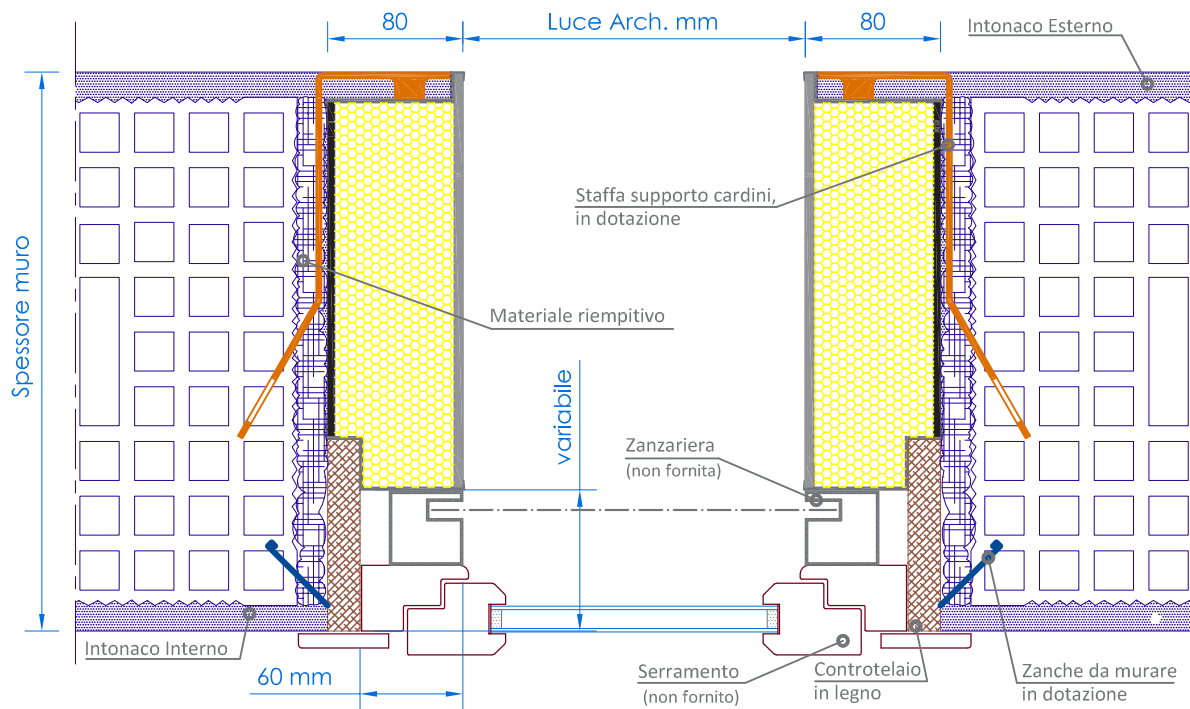 80
Luce Arch. mm
80
Intonaco Esterno
Staffa supporto cardini,
in dotazione
Spessore muro
Materiale riempitivo
variabile
Zanzariera
(non fornita)
Intonaco Interno
60 mm
Serramento
(non fornito)
Controtelaio
in legno
Zanche da murare
in dotazione